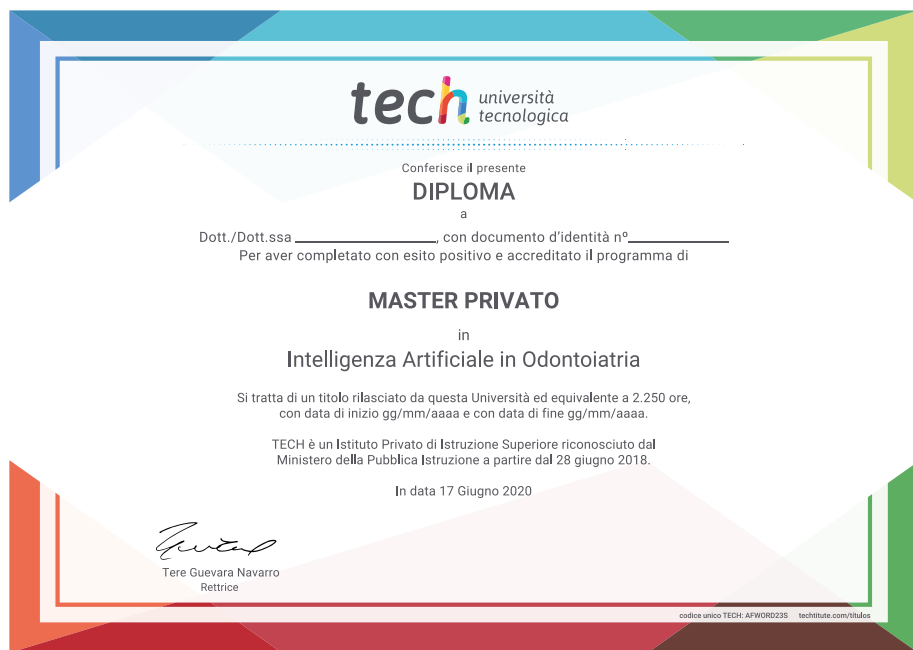 tech università
tecnologica
Conferisce il presente
DIPLOMA
a
Dott./Dott.ssa ____________________, con documento d'identità nº______________
Per aver completato con esito positivo e accreditato il programma di
MASTER PRIVATO
in
Intelligenza Artificiale in Odontoiatria
Si tratta di un titolo rilasciato da questa Università ed equivalente a 2.250 ore,
con data di inizio gg/mm/aaaa e con data di fine gg/mm/aaaa.
TECH è un Istituto Privato di Istruzione Superiore riconosciuto dal
Ministero della Pubblica Istruzione a partire dal 28 giugno 2018.
In data 17 Giugno 2020
Tere Guevara Navarro
Rettrice
codice unico TECH: AFWORD23S techtitute.com/títulos